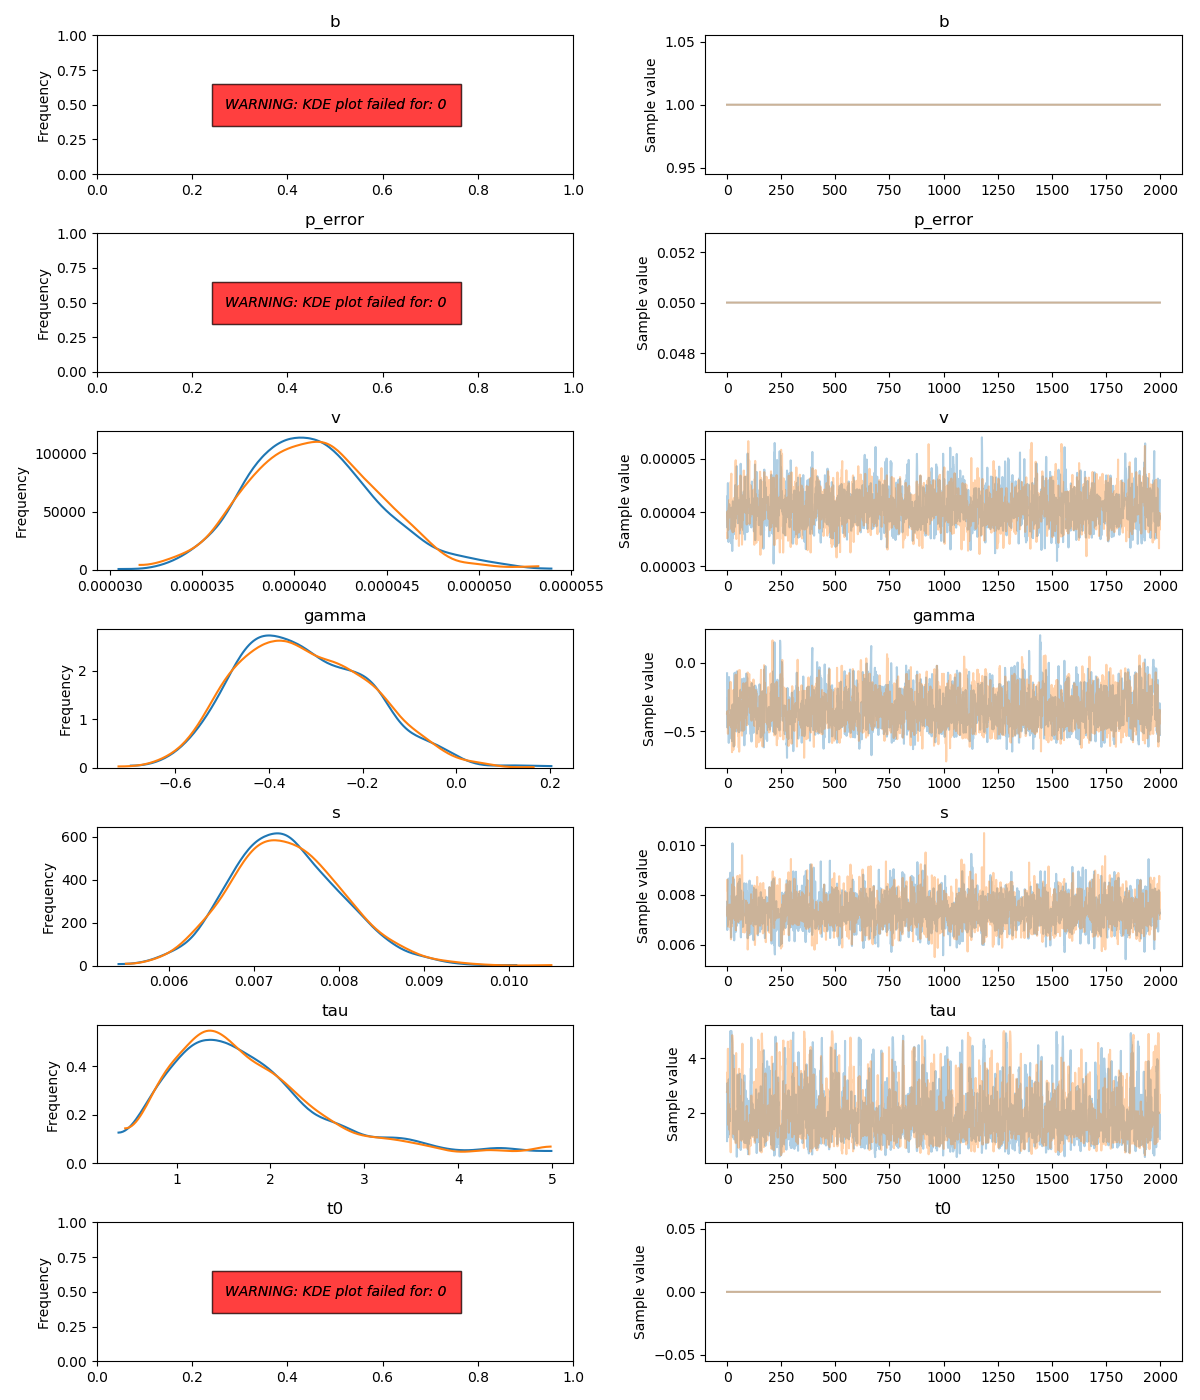 b
b
1.00
0.75
0.50
0.25
0.00
Frequency
WARNING: KDE plot failed for: 0
0.0 0.2 0.4 0.6 0.8 1.0
1.05
1.00
0.95
Sample value
0 250 500 750 1000 1250 1500 1750 2000
p_error
p_error
1.00
0.75
0.50
0.25
0.00
Frequency
WARNING: KDE plot failed for: 0
0.0 0.2 0.4 0.6 0.8 1.0
0.052
0.050
0.048
Sample value
0 250 500 750 1000 1250 1500 1750 2000
v
v
100000
50000
0
Frequency
0.000030 0.000035 0.000040 0.000045 0.000050 0.000055
0.00005
0.00004
0.00003
Sample value
0 250 500 750 1000 1250 1500 1750 2000
gamma
gamma
2
1
0
Frequency
−0.6 −0.4 −0.2 0.0 0.2
0.0
−0.5
Sample value
0 250 500 750 1000 1250 1500 1750 2000
s
s
600
400
200
0
Frequency
0.006 0.007 0.008 0.009 0.010
0.010
0.008
0.006
Sample value
0 250 500 750 1000 1250 1500 1750 2000
tau
tau
0.4
0.2
0.0
Frequency
1 2 3 4 5
4
2
Sample value
0 250 500 750 1000 1250 1500 1750 2000
t0
t0
1.00
0.75
0.50
0.25
0.00
Frequency
WARNING: KDE plot failed for: 0
0.0 0.2 0.4 0.6 0.8 1.0
0.05
0.00
−0.05
Sample value
0 250 500 750 1000 1250 1500 1750 2000